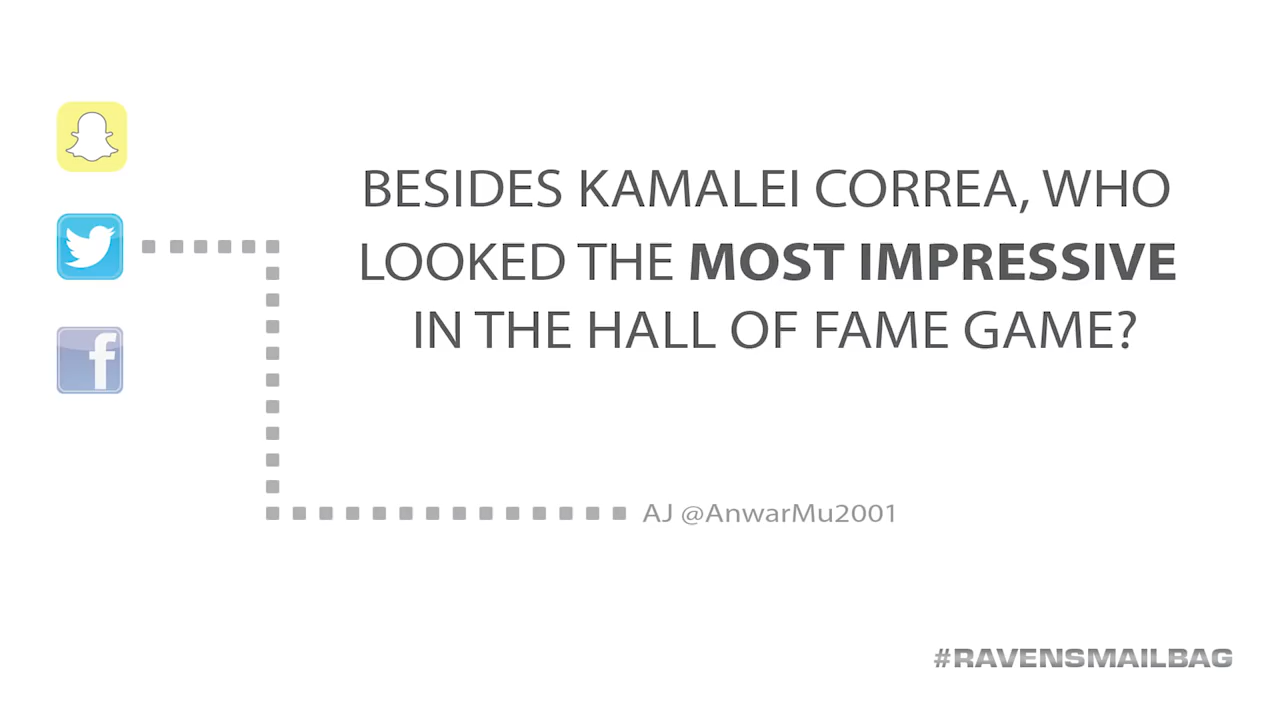 BESIDES KAMALEI CORREA, WHO
LOOKED THE MOST IMPRESSIVE
IN THE HALL OF FAME GAME?
AJ @AnwarMu2001
#RAVENSMAILBAG